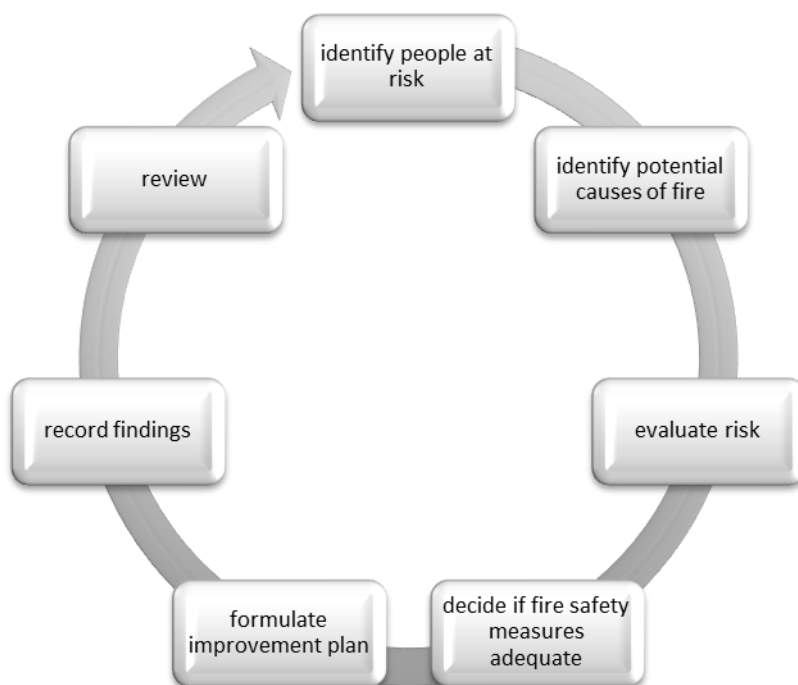 identify people at
risk
identify potential
causes of fire
evaluate risk
decide if fire safety
measures
adequate
formulate
improvement plan
record findings
review